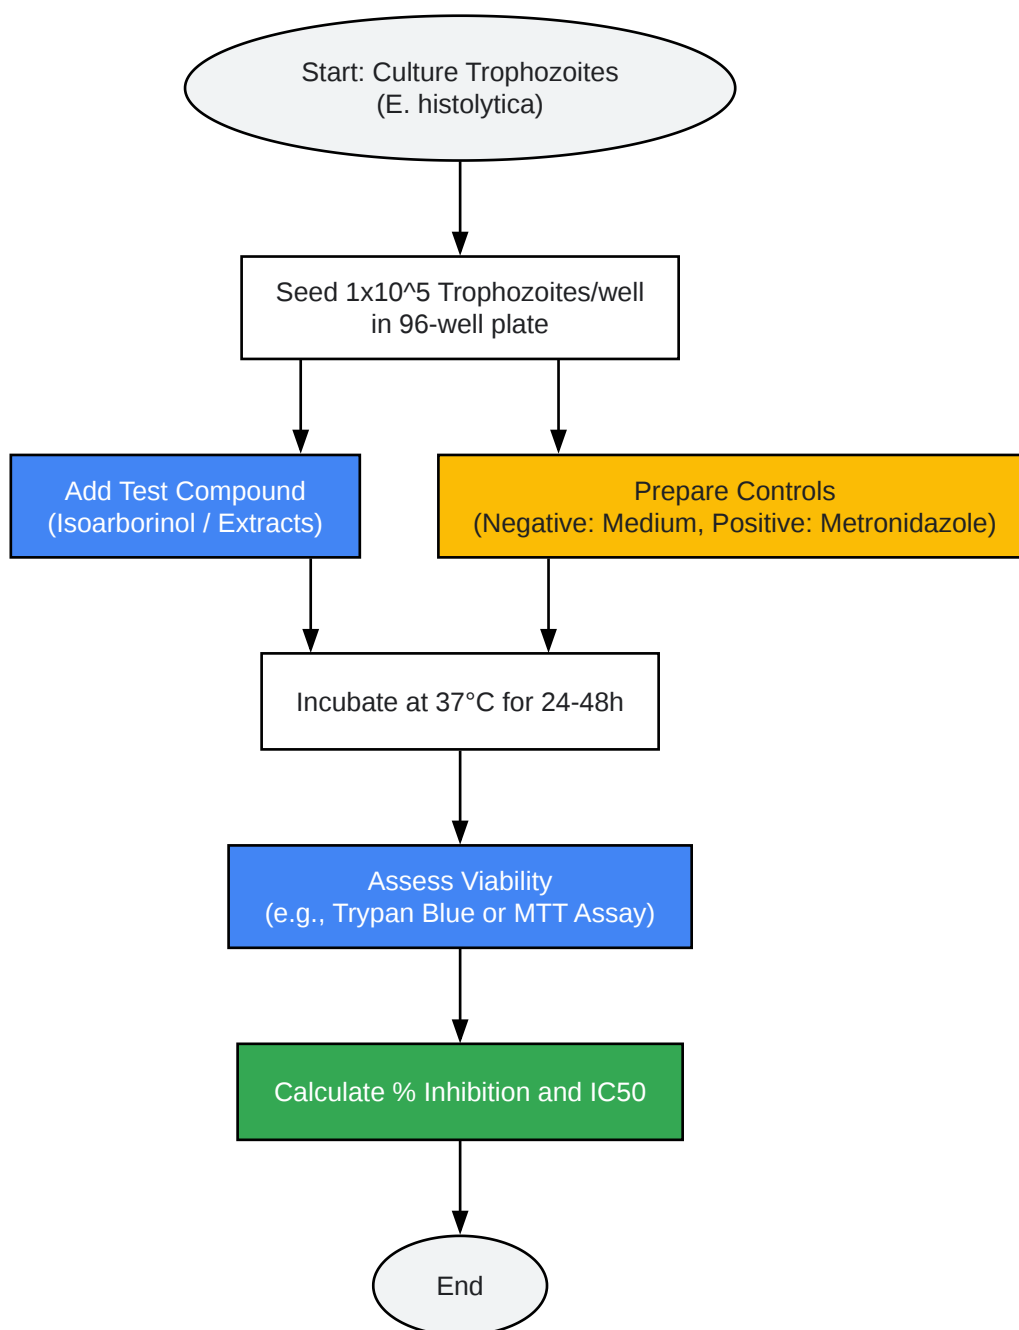 Start: Culture Trophozoites
(E. histolytica)
Seed 1x10^5 Trophozoites/well
in 96-well plate
Add Test Compound
(Isoarborinol / Extracts)
Prepare Controls
(Negative: Medium, Positive: Metronidazole)
Incubate at 37°C for 24-48h
Assess Viability
(e.g., Trypan Blue or MTT Assay)
Calculate % Inhibition and IC50
End